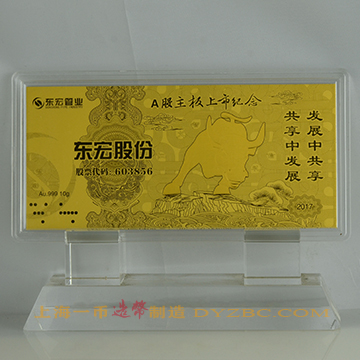 东宏管业
A股主板上市纪念
东宏股份
股票代码 603856
发展中共享
共享中发展
Au.999 10g
2017
上海一币造币制造 DYZBC.COM